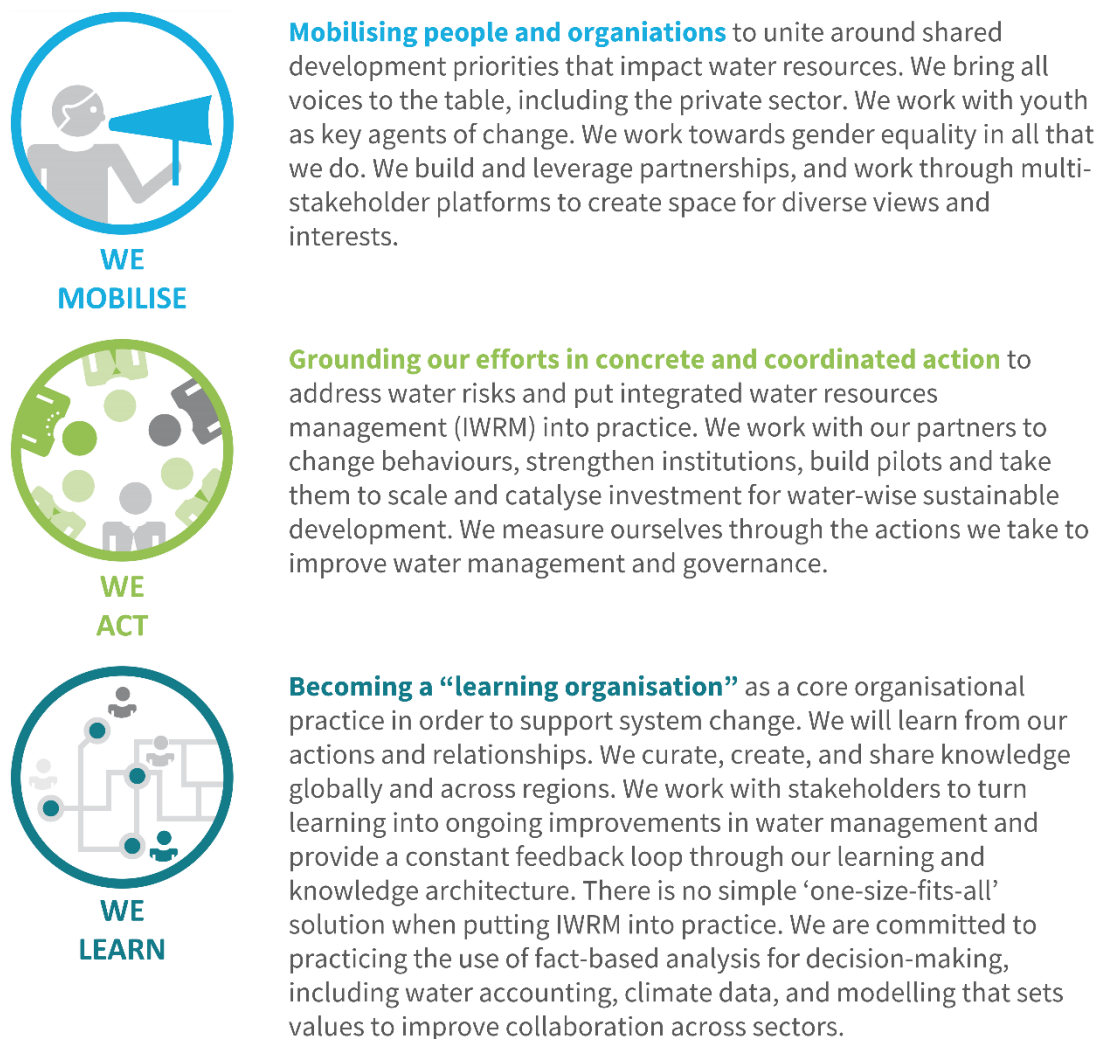 Mobilising people and organiations to unite around shared
development priorities that impact water resources. We bring all
voices to the table, including the private sector. We work with youth
as key agents of change. We work towards gender equality in all that
we do. We build and leverage partnerships, and work through multi-
stakeholder platforms to create space for diverse views and
interests.
WE
MOBILISE
Grounding our efforts in concrete and coordinated action to
address water risks and put integrated water resources
management (IWRM) into practice. We work with our partners to
change behaviours, strengthen institutions, build pilots and take
them to scale and catalyse investment for water-wise sustainable
development. We measure ourselves through the actions we take to
improve water management and governance.
WE
ACT
Becoming a “learning organisation” as a core organisational
practice in order to support system change. We will learn from our
actions and relationships. We curate, create, and share knowledge
globally and across regions. We work with stakeholders to turn
learning into ongoing improvements in water management and
provide a constant feedback loop through our learning and
knowledge architecture. There is no simple ‘one-size-fits-all’
solution when putting IWRM into practice. We are committed to
practicing the use of fact-based analysis for decision-making,
including water accounting, climate data, and modelling that sets
values to improve collaboration across sectors.
WE
LEARN